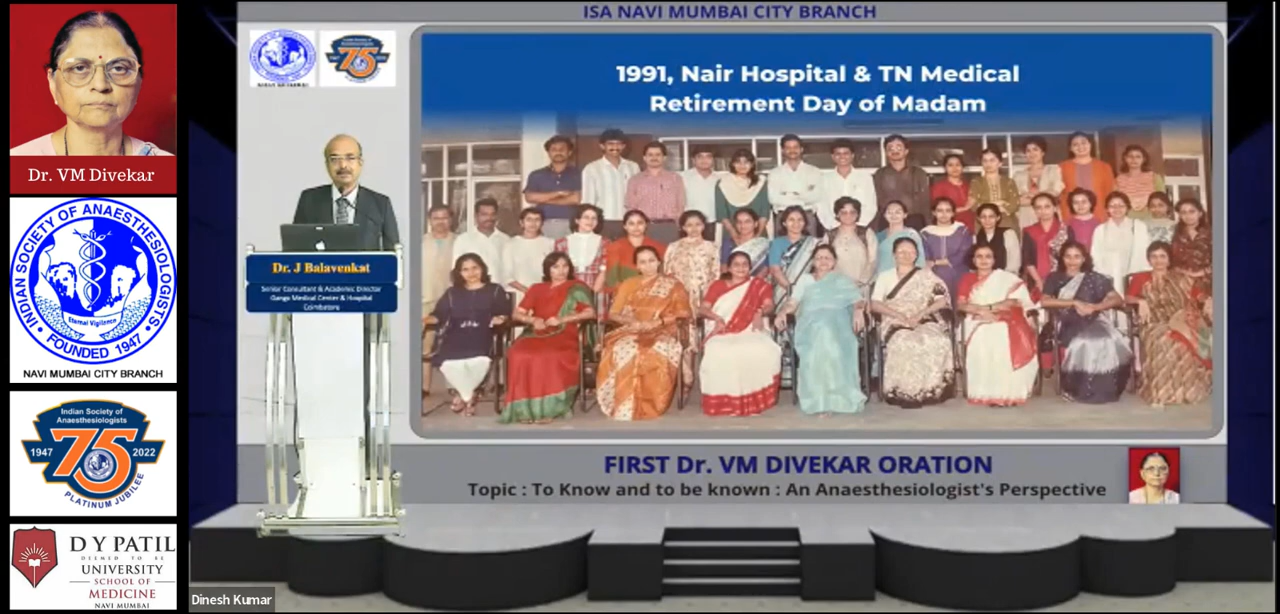 Dr. VM Divekar
INDIAN SOCIETY OF ANAESTHESIOLOGISTS
Eternal Vigilance
FOUNDED 1947
NAVI MUMBAI CITY BRANCH
Indian Society of
Anaesthesiologists
1947 75 2022
PLATINUM JUBILEE
D Y PATIL
DEEMED TO BE
UNIVERSITY
SCHOOL OF
MEDICINE
NAVI MUMBAI
ISA NAVI MUMBAI CITY BRANCH
75
1991, Nair Hospital & TN Medical
Retirement Day of Madam
Dr. J Balavenkat
Senior Consultant & Academic Director
Ganga Medical Center & Hospital
Coimbatore
FIRST Dr. VM DIVEKAR ORATION
Topic : To Know and to be known : An Anaesthesiologist's Perspective
Dinesh Kumar